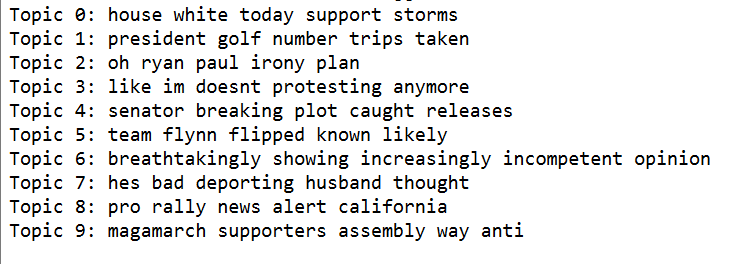 Topic 0: house white today support storms
Topic 1: president golf number trips taken
Topic 2: oh ryan paul irony plan
Topic 3: like im doesnt protesting anymore
Topic 4: senator breaking plot caught releases
Topic 5: team flynn flipped known likely
Topic 6: breathtakingly showing increasingly incompetent opinion
Topic 7: hes bad deporting husband thought
Topic 8: pro rally news alert california
Topic 9: magamarch supporters assembly way anti